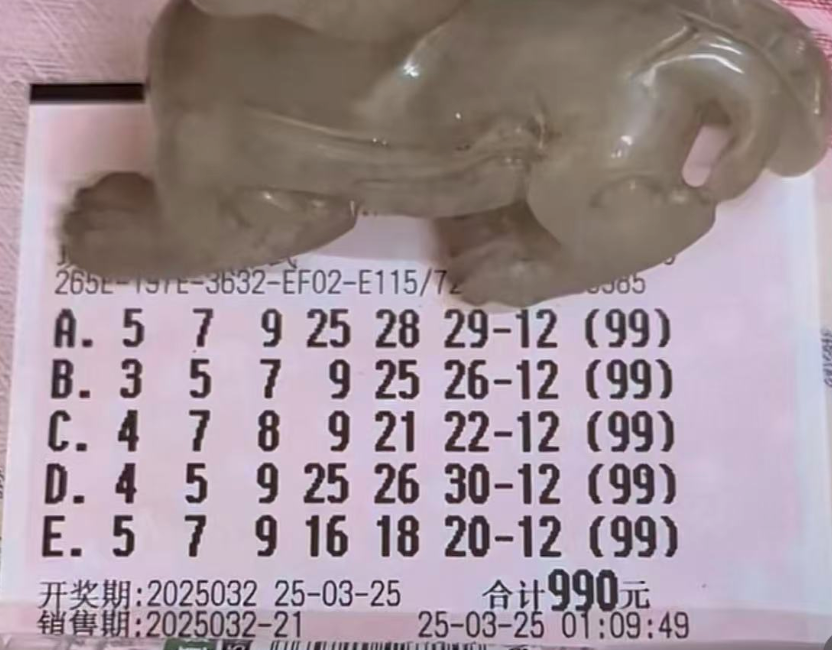 3632-EF02-E115/7
A. 5 7 9 25 28 29-12 (99)
B. 3 5 7 9 25 26-12 (99)
C. 4 7 8 9 21 22-12 (99)
D. 4 5 9 25 26 30-12 (99)
E. 5 7 9 16 18 20-12 (99)
开奖期:2025032 25-03-25 合计990元
销售期:2025032-21 25-03-25 01:09:49